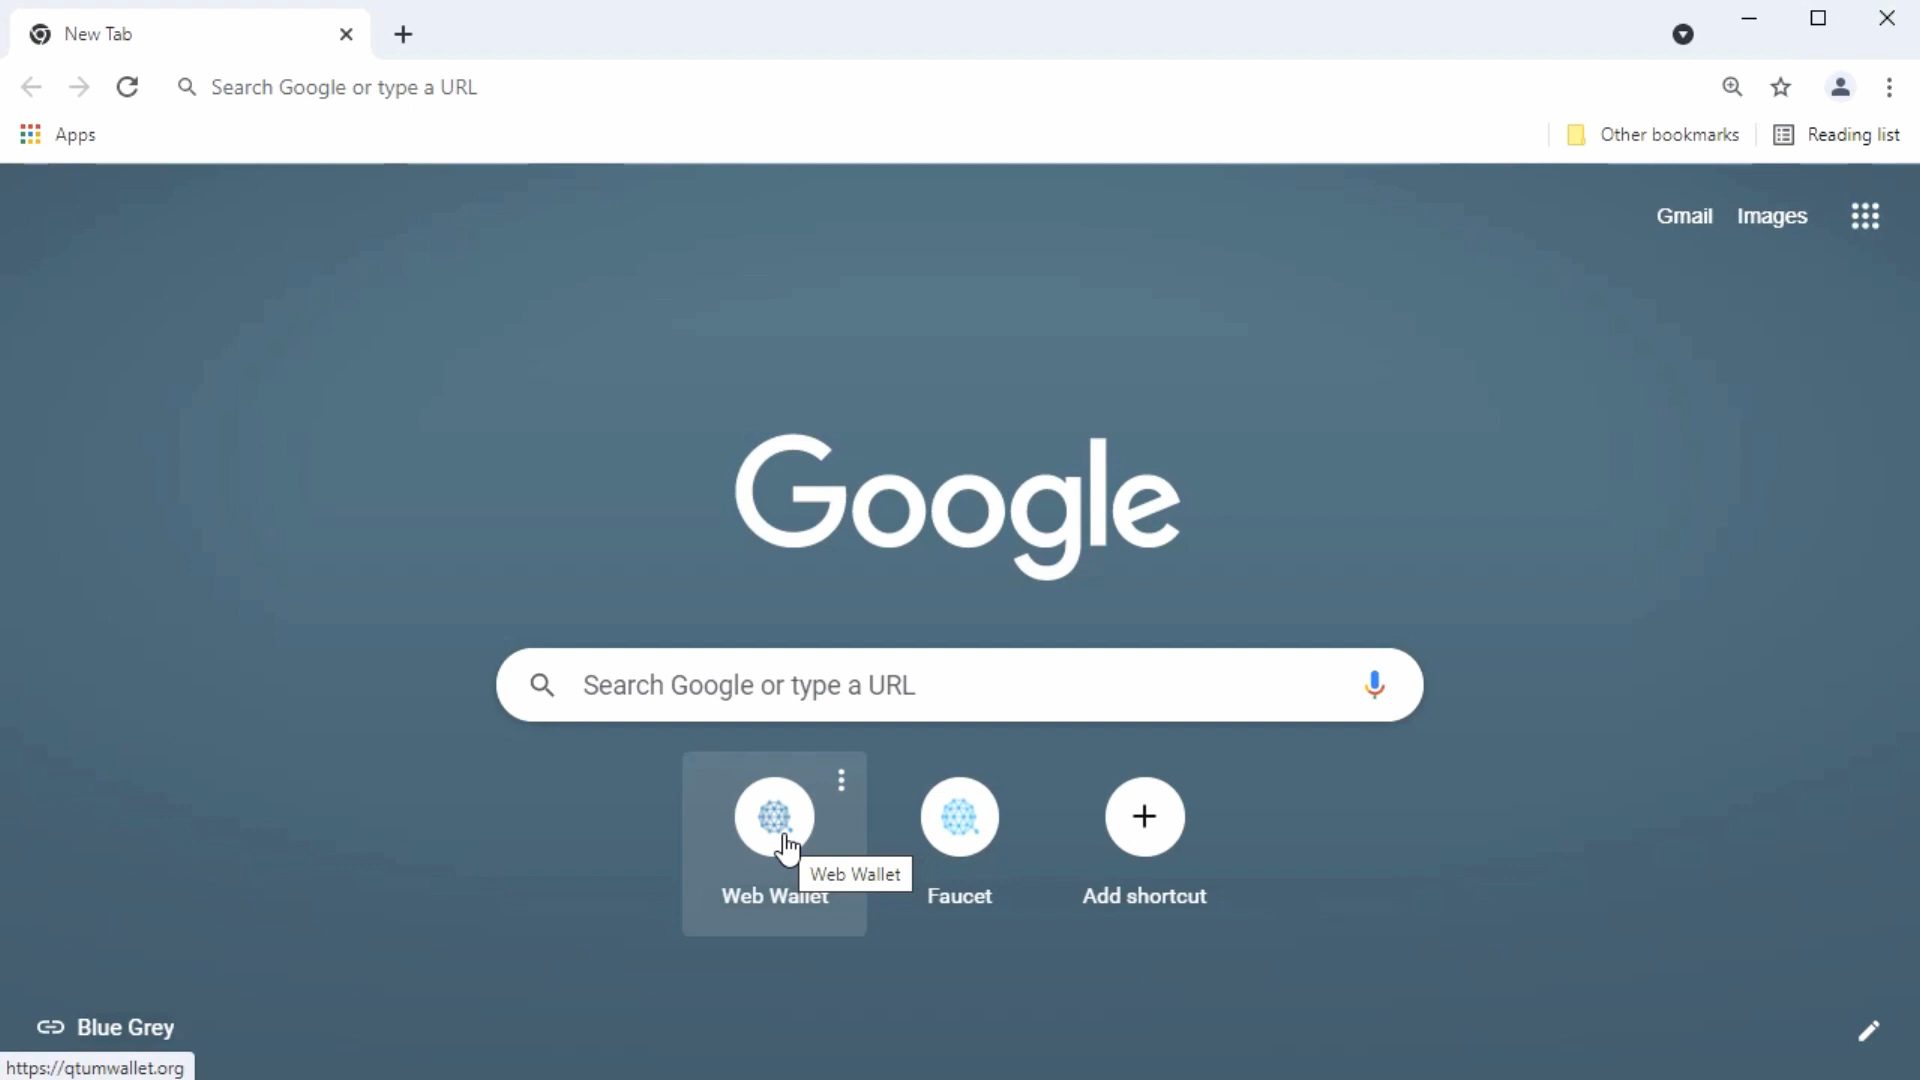 New Tab
Search Google or type a URL
Apps
Other bookmarks
Reading list
Gmail
Images
Google
Search Google or type a URL
Web Wallet
Web Wallet
Faucet
Add shortcut
Blue Grey
https://qtumwallet.org